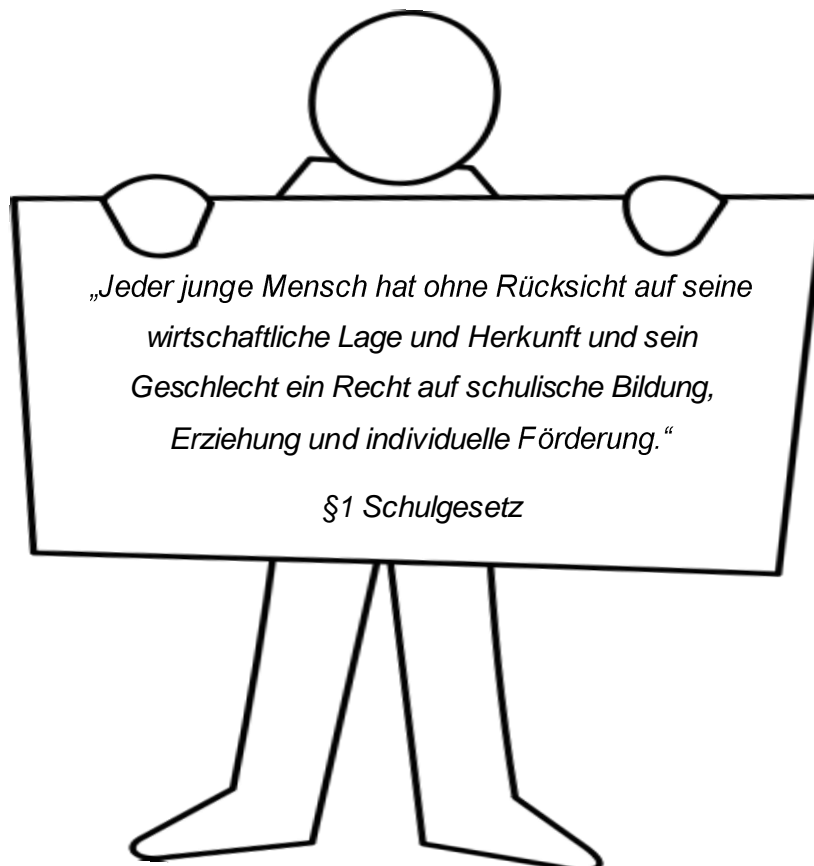 „Jeder junge Mensch hat ohne Rücksicht auf seine
wirtschaftliche Lage und Herkunft und sein
Geschlecht ein Recht auf schulische Bildung,
Erziehung und individuelle Förderung.“
§1 Schulgesetz